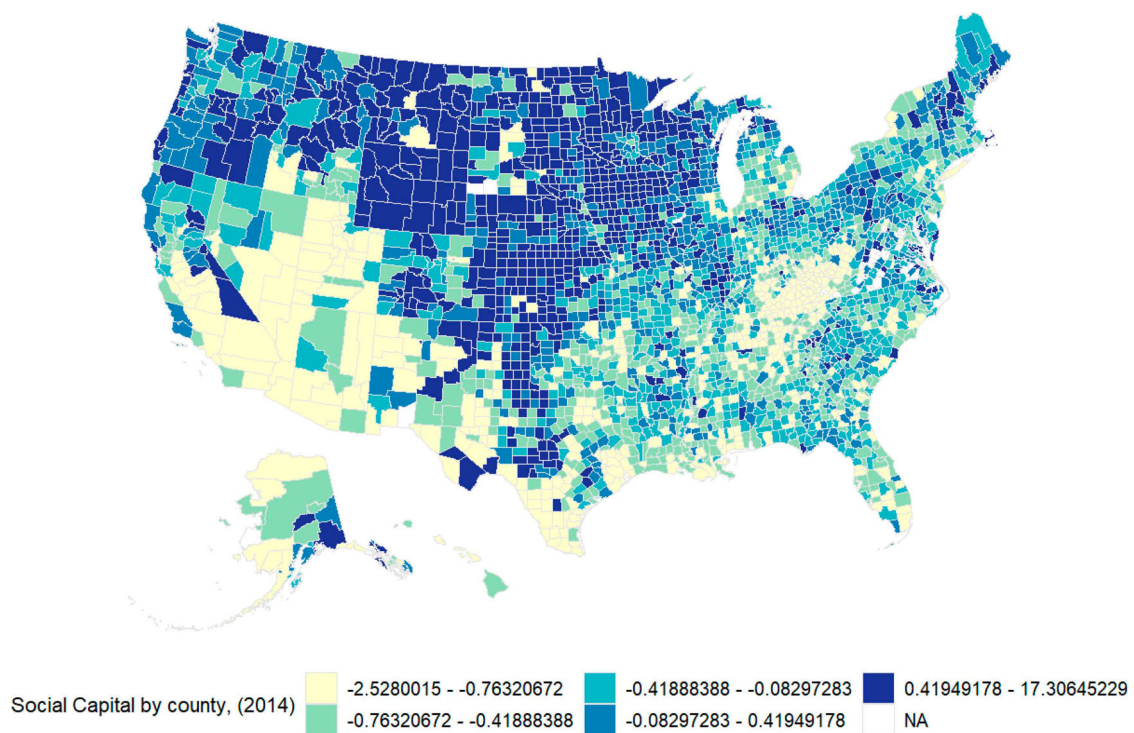 Social Capital by county, (2014)
-2.5280015 - -0.76320672
-0.76320672 - -0.41888388
-0.41888388 - -0.08297283
-0.08297283 - 0.41949178
0.41949178 - 17.30645229
NA